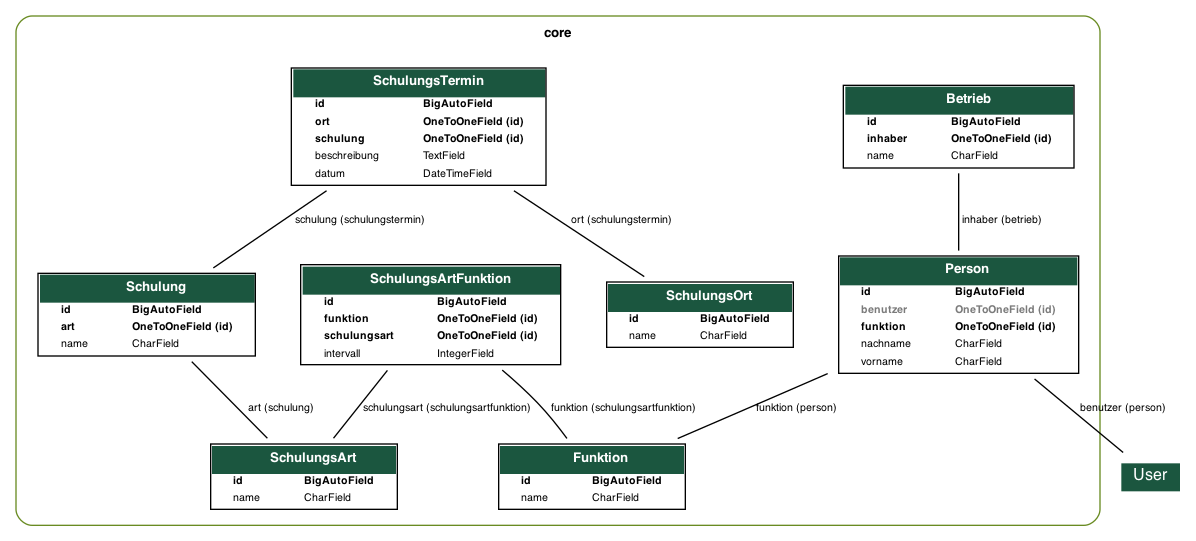 core
SchulungsTermin
id BigAutoField
ort OneToOneField (id)
schulung OneToOneField (id)
beschreibung TextField
datum DateTimeField
Betrieb
id BigAutoField
inhaber OneToOneField (id)
name CharField
schulung (schulungstermin)
ort (schulungstermin)
inhaber (betrieb)
Schulung
id BigAutoField
art OneToOneField (id)
name CharField
SchulungsArtFunktion
id BigAutoField
funktion OneToOneField (id)
schulungsart OneToOneField (id)
intervall IntegerField
SchulungsOrt
id BigAutoField
name CharField
Person
id BigAutoField
benutzer OneToOneField (id)
funktion OneToOneField (id)
nachname CharField
vorname CharField
art (schulung)
schulungsart (schulungsartfunktion)
funktion (schulungsartfunktion)
funktion (person)
benutzer (person)
SchulungsArt
id BigAutoField
name CharField
Funktion
id BigAutoField
name CharField
User